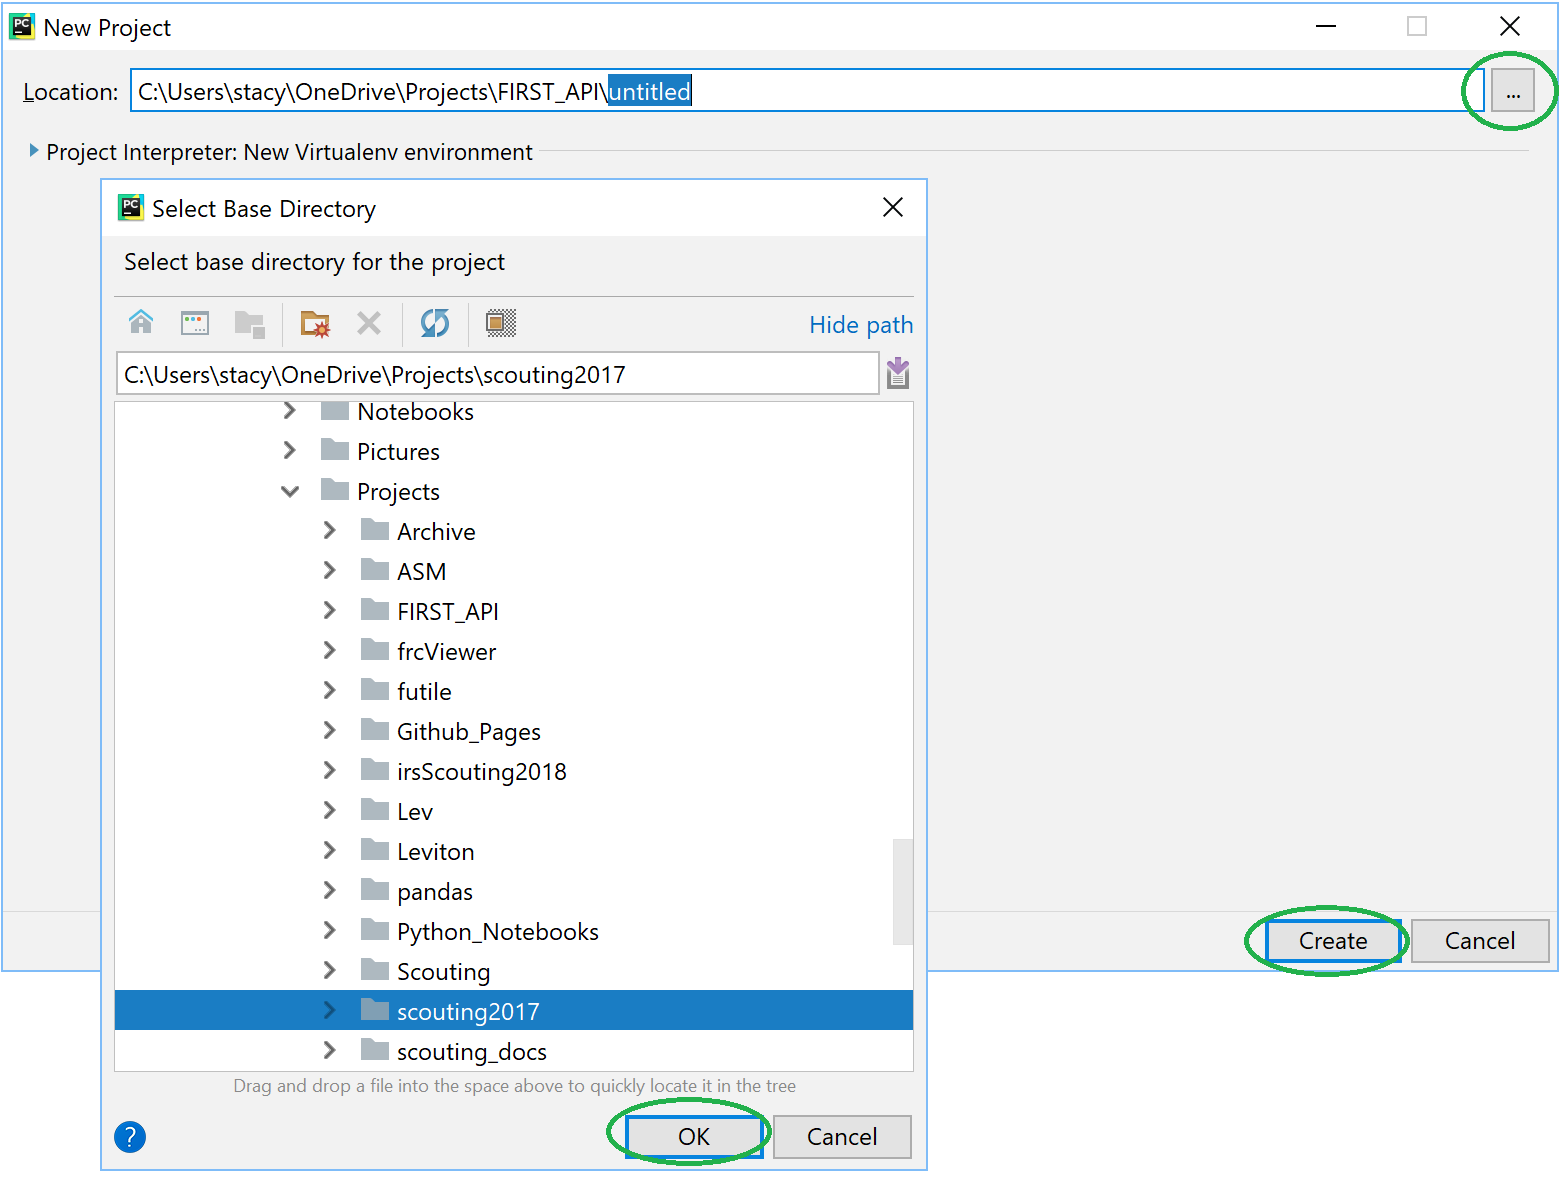 New Project
Location: C:\Users\stacy\OneDrive\Projects\FIRST_API\untitled ...
Project Interpreter: New Virtualenv environment
Select Base Directory
Select base directory for the project
Hide path
C:\Users\stacy\OneDrive\Projects\scouting2017
Notebooks
Pictures
Projects
Archive
ASM
FIRST_API
frcViewer
futile
Github_Pages
irsScouting2018
Lev
Leviton
pandas
Python_Notebooks
Scouting
scouting2017
scouting_docs
Drag and drop a file into the space above to quickly locate it in the tree
? OK Cancel
Create Cancel